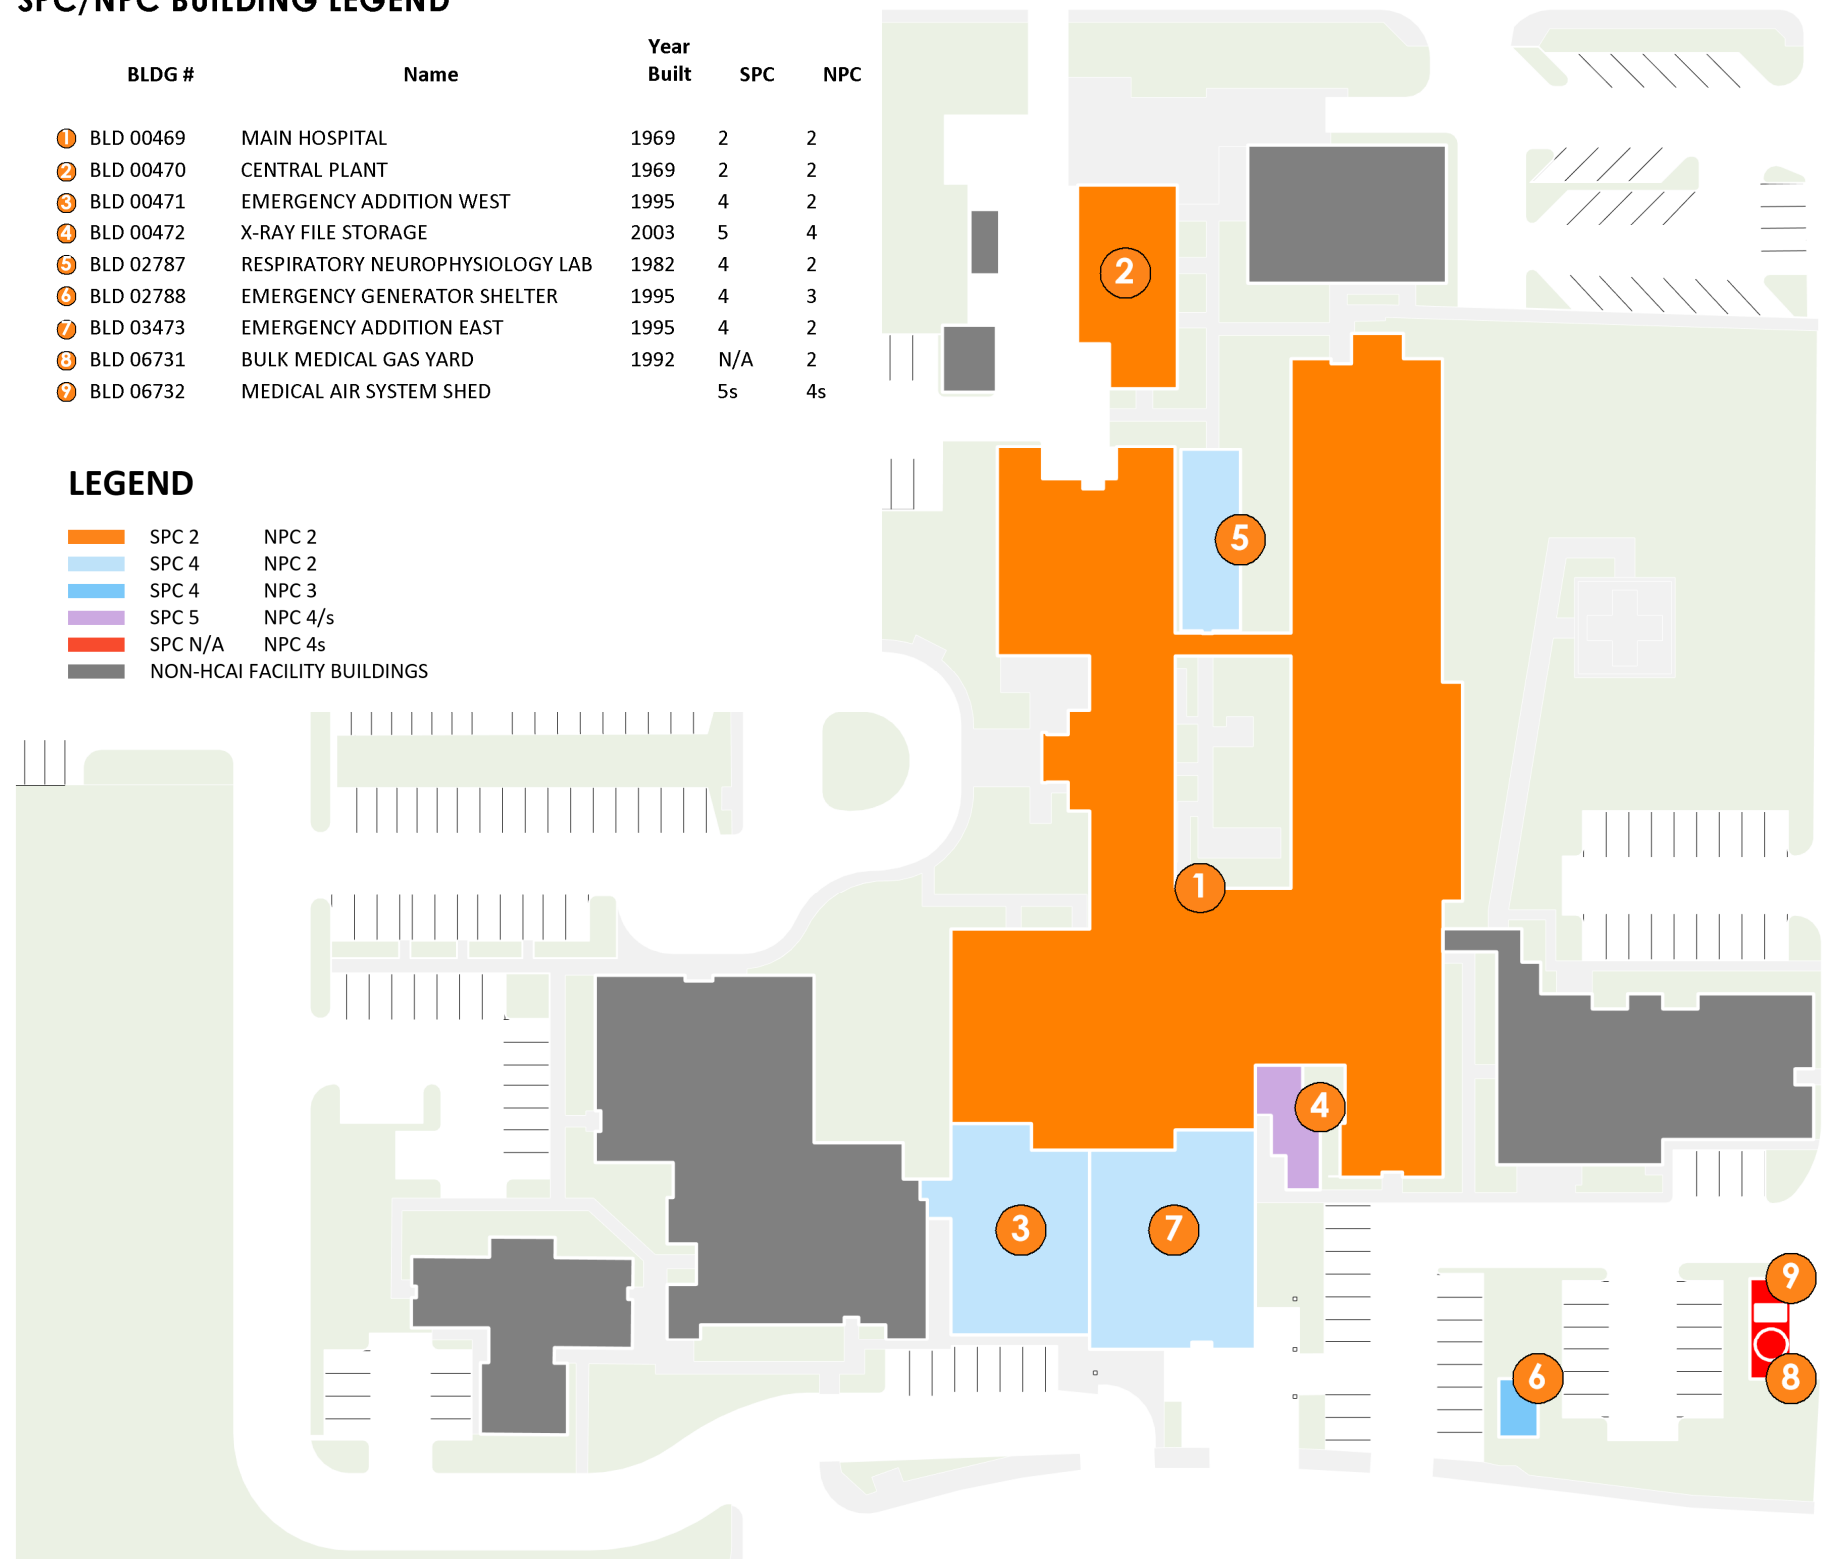 SPC/NPC BUILDING LEGEND
BLDG # Name Year Built SPC NPC
1 BLD 00469 MAIN HOSPITAL 1969 2 2
2 BLD 00470 CENTRAL PLANT 1969 2 2
3 BLD 00471 EMERGENCY ADDITION WEST 1995 4 2
4 BLD 00472 X-RAY FILE STORAGE 2003 5 4
5 BLD 02787 RESPIRATORY NEUROPHYSIOLOGY LAB 1982 4 2
6 BLD 02788 EMERGENCY GENERATOR SHELTER 1995 4 3
7 BLD 03473 EMERGENCY ADDITION EAST 1995 4 2
8 BLD 06731 BULK MEDICAL GAS YARD 1992 N/A 2
9 BLD 06732 MEDICAL AIR SYSTEM SHED 5s 4s
LEGEND
SPC 2 NPC 2
SPC 4 NPC 2
SPC 4 NPC 3
SPC 5 NPC 4/s
SPC N/A NPC 4s
NON-HCAI FACILITY BUILDINGS
2
5
1
4
3
7
9
6
8